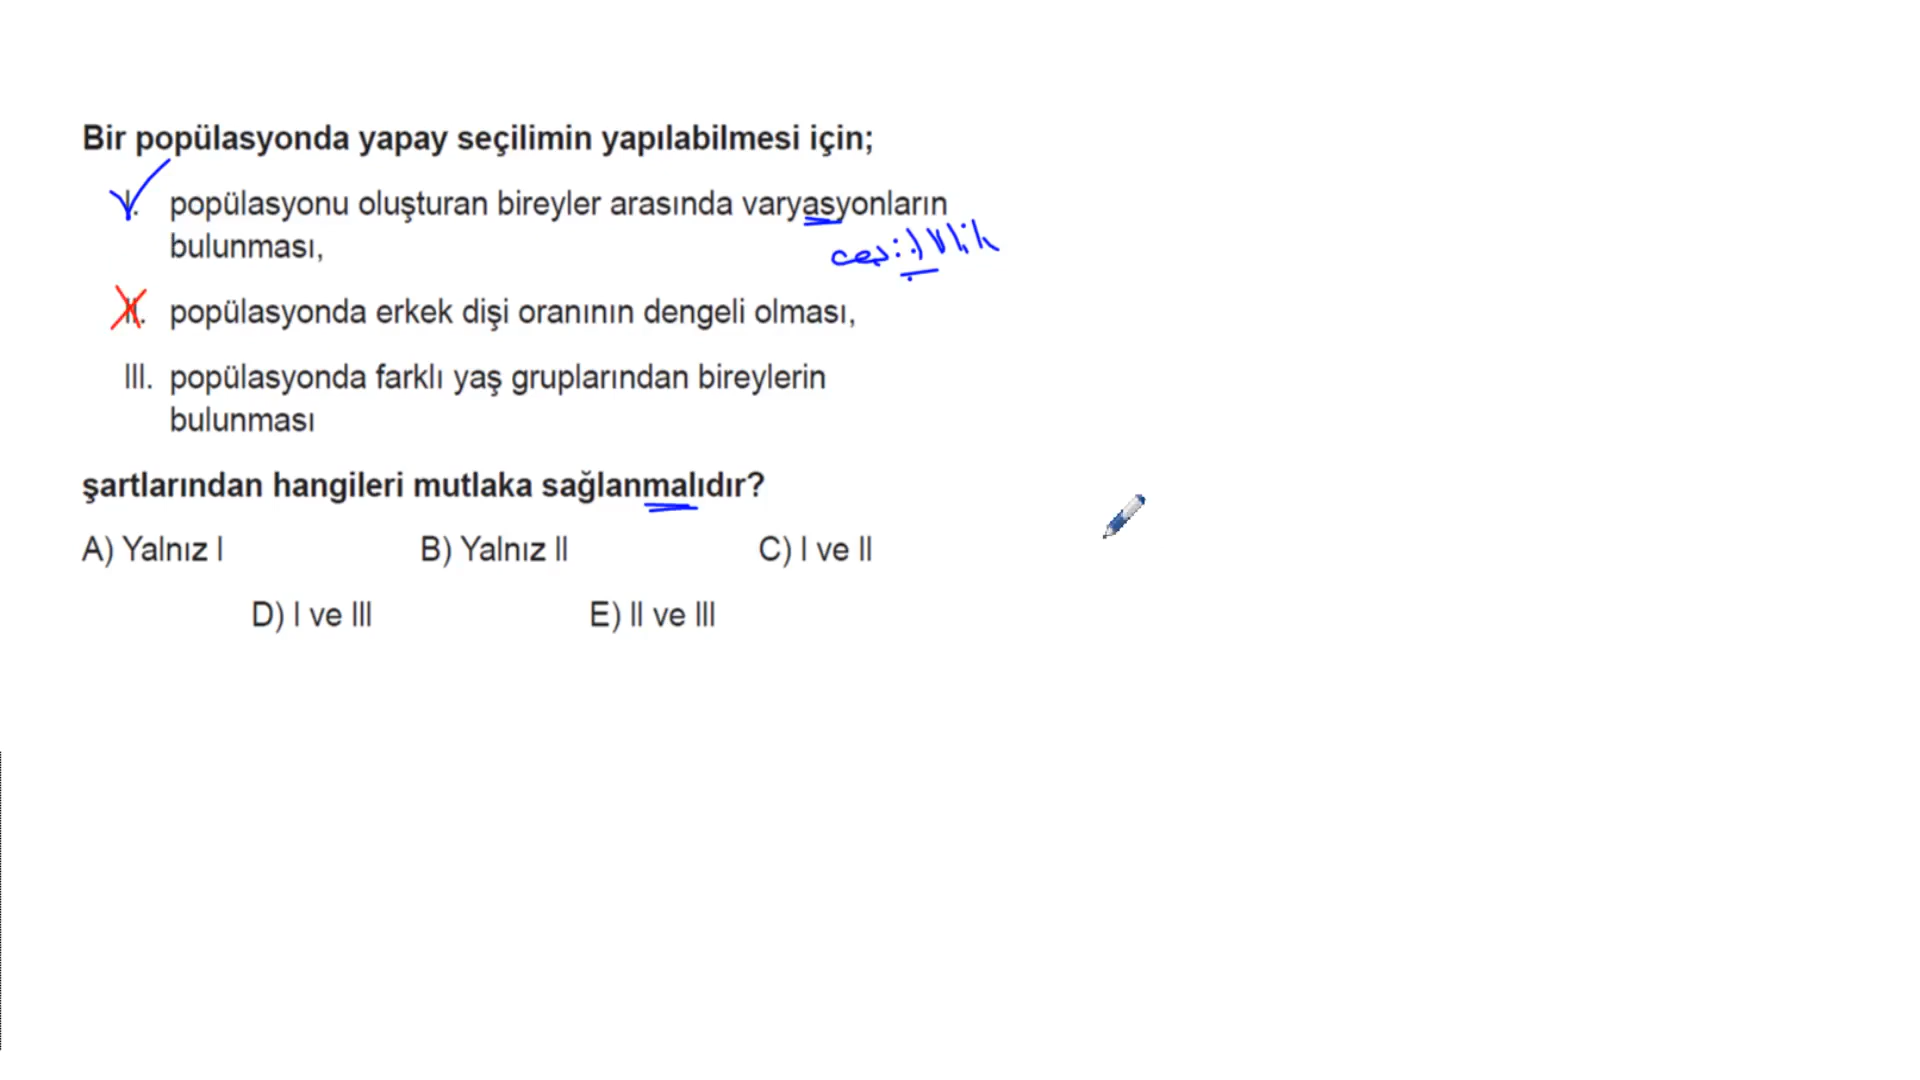 Bir popülasyonda yapay seçilimin yapılabilmesi için;
I. popülasyonu oluşturan bireyler arasında varyasyonların
bulunması,
çeşitlilik
II. popülasyonda erkek dişi oranının dengeli olması,
III. popülasyonda farklı yaş gruplarından bireylerin
bulunması
şartlarından hangileri mutlaka sağlanmalıdır?
A) Yalnız I B) Yalnız II C) I ve II
D) I ve III E) II ve III